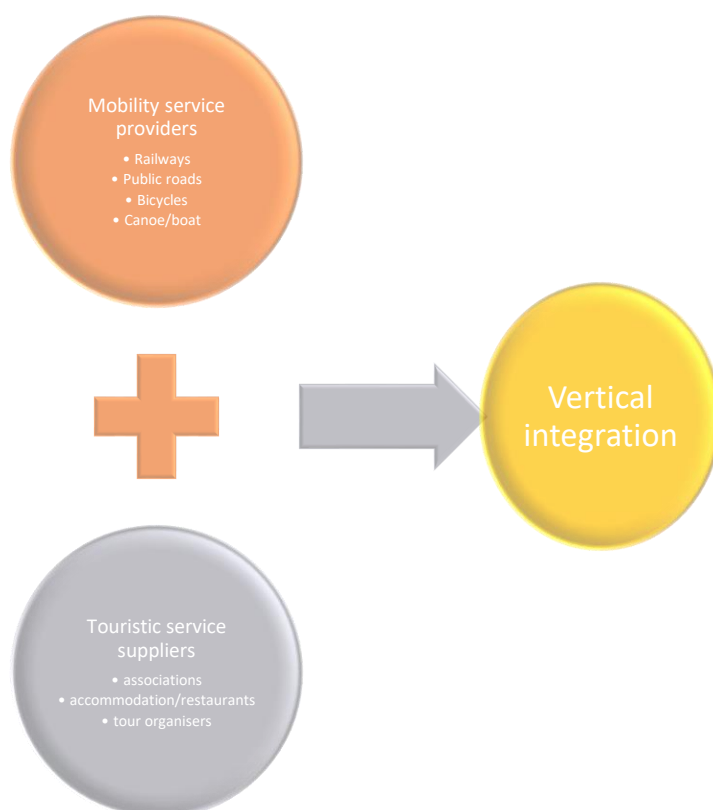 Mobility service
providers
• Railways
• Public roads
• Bicycles
• Canoe/boat
Vertical
integration
Touristic service
suppliers
• associations
• accommodation/restaurants
• tour organisers